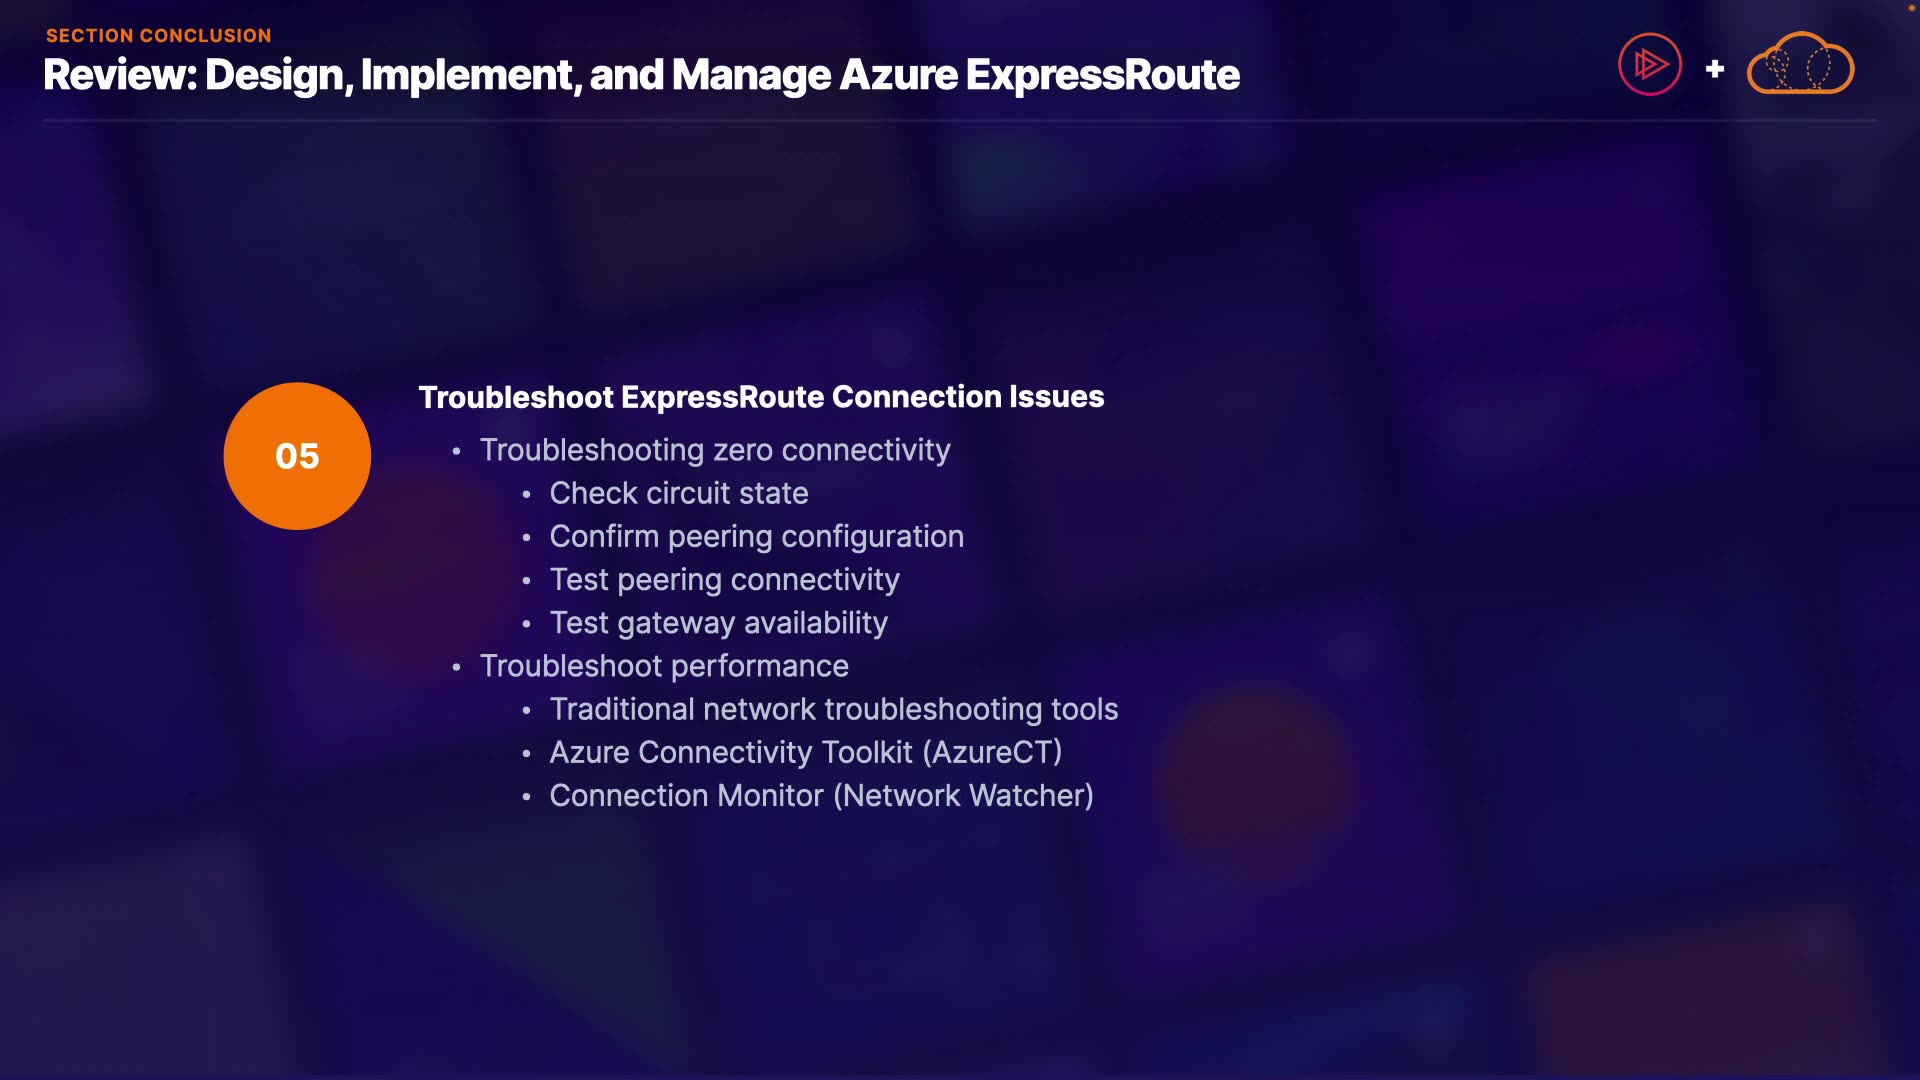 SECTION CONCLUSION
Review: Design, Implement, and Manage Azure ExpressRoute
+
05
Troubleshoot ExpressRoute Connection Issues
• Troubleshooting zero connectivity
• Check circuit state
• Confirm peering configuration
• Test peering connectivity
• Test gateway availability
• Troubleshoot performance
• Traditional network troubleshooting tools
• Azure Connectivity Toolkit (AzureCT)
• Connection Monitor (Network Watcher)